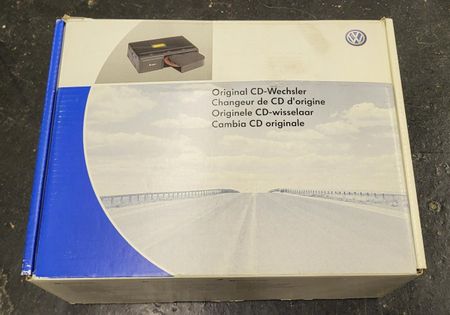 Original CD-Wechsler
Changeur de CD d'origine
Originele CD-wisselaar
Cambia CD originale